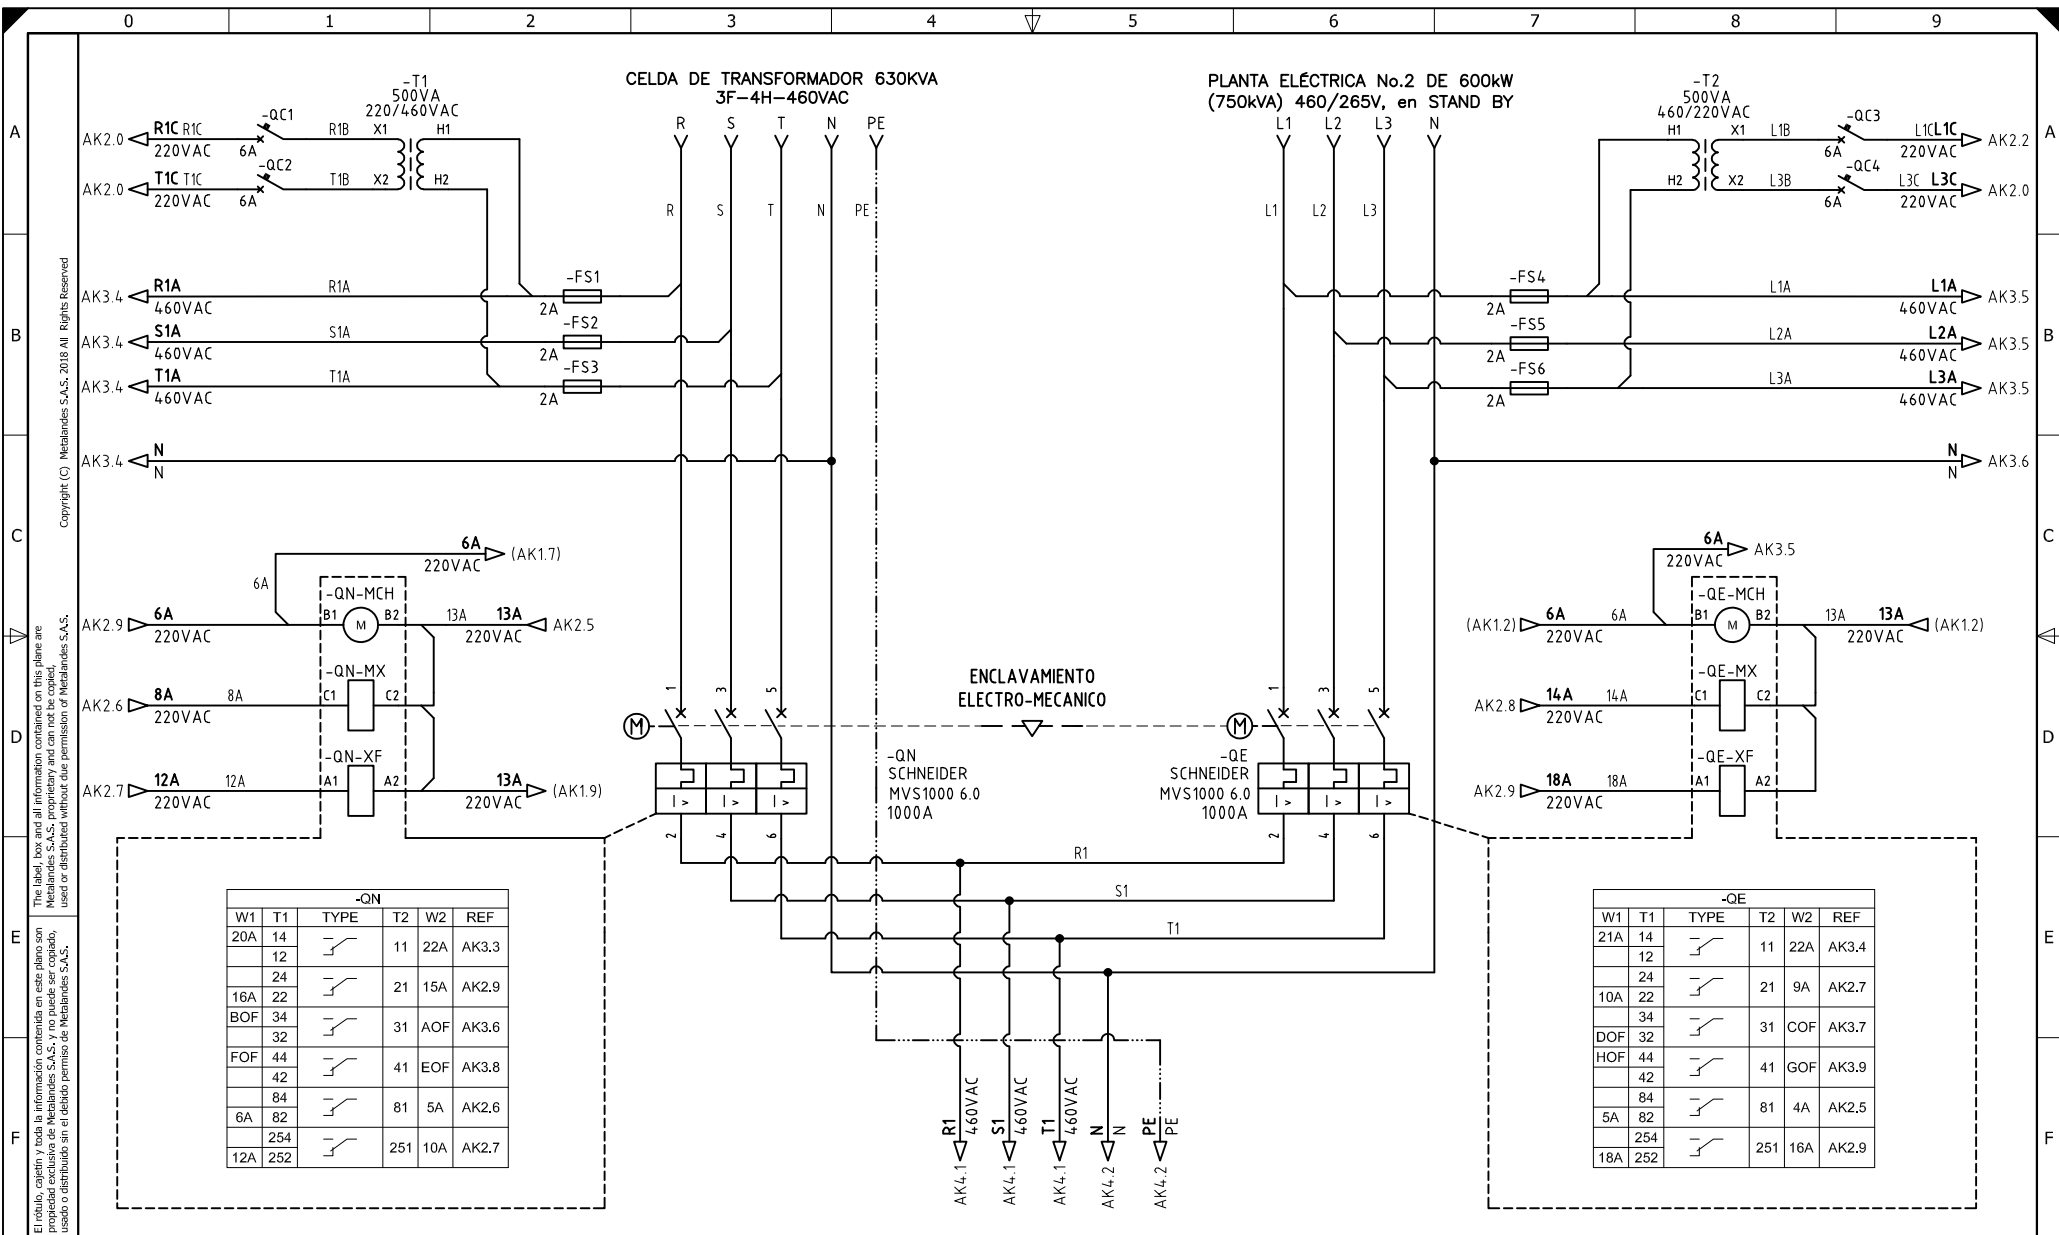 0 1 2 3 4 5 6 7 8 9
A
B
C
D
E
F
A
B
C
D
E
F
Copyright (C) Metalandes S.A.S. 2018 All Rights Reserved
The label, box and all information contained on this plane are
Metalandes S.A.S. proprietary and can not be copied,
used or distributed without due permission of Metalandes S.A.S.
El rótulo, cajetín y toda la información contenida en este plano son
propiedad exclusiva de Metalandes S.A.S. y no puede ser copiado,
usado o distribuido sin el debido permiso de Metalandes S.A.S.
-T1
500VA
220/460VAC
AK2.0 R1C R1C -QC1 R1B X1 H1
220VAC 6A
AK2.0 T1C T1C -QC2 T1B X2 H2
220VAC 6A
CELDA DE TRANSFORMADOR 630KVA
3F-4H-460VAC
R S T N PE
R S T N PE
PLANTA ELÉCTRICA No.2 DE 600kW
(750kVA) 460/265V, en STAND BY
L1 L2 L3 N
L1 L2 L3
-T2
500VA
460/220VAC
H1 X1 L1B -QC3 L1C L1C AK2.2
6A 220VAC
H2 X2 L3B -QC4 L3C L3C AK2.0
6A 220VAC
AK3.4 R1A R1A -FS1
460VAC 2A
AK3.4 S1A S1A -FS2
460VAC 2A
AK3.4 T1A T1A -FS3
460VAC 2A
AK3.4 N
N
-FS4 L1A L1A AK3.5
2A 460VAC
-FS5 L2A L2A AK3.5
2A 460VAC
-FS6 L3A L3A AK3.5
2A 460VAC
N AK3.6
N
6A (AK1.7)
220VAC
6A
-QN-MCH
AK2.9 6A B1 M B2 13A 13A AK2.5
220VAC 220VAC
-QN-MX
AK2.6 8A 8A C1 C2
220VAC
-QN-XF
AK2.7 12A 12A A1 A2 13A (AK1.9)
220VAC 220VAC
1 3 5
M
2 4 6
I > I > I >
-QN
SCHNEIDER
MVS1000 6.0
1000A
ENCLAVAMIENTO
ELECTRO-MECANICO
1 3 5
M
2 4 6
I > I > I >
-QE
SCHNEIDER
MVS1000 6.0
1000A
6A AK3.5
220VAC
-QE-MCH
(AK1.2) 6A 6A B1 M B2 13A 13A (AK1.2)
220VAC 220VAC
-QE-MX
AK2.8 14A 14A C1 C2
220VAC
-QE-XF
AK2.9 18A 18A A1 A2
220VAC
R1
S1
T1
-QN
W1 T1 TYPE T2 W2 REF
20A 14 11 22A AK3.3
12
24 21 15A AK2.9
16A 22
BOF 34 31 AOF AK3.6
32
FOF 44 41 EOF AK3.8
42
84 81 5A AK2.6
6A 82
254 251 10A AK2.7
12A 252
R1 460VAC AK4.1
S1 460VAC AK4.1
T1 460VAC AK4.1
N N AK4.2
PE PE AK4.2
-QE
W1 T1 TYPE T2 W2 REF
21A 14 11 22A AK3.4
12
24 21 9A AK2.7
10A 22
34 31 COF AK3.7
DOF 32
HOF 44 41 GOF AK3.9
42
84 81 4A AK2.5
5A 82
254 251 16A AK2.9
18A 252